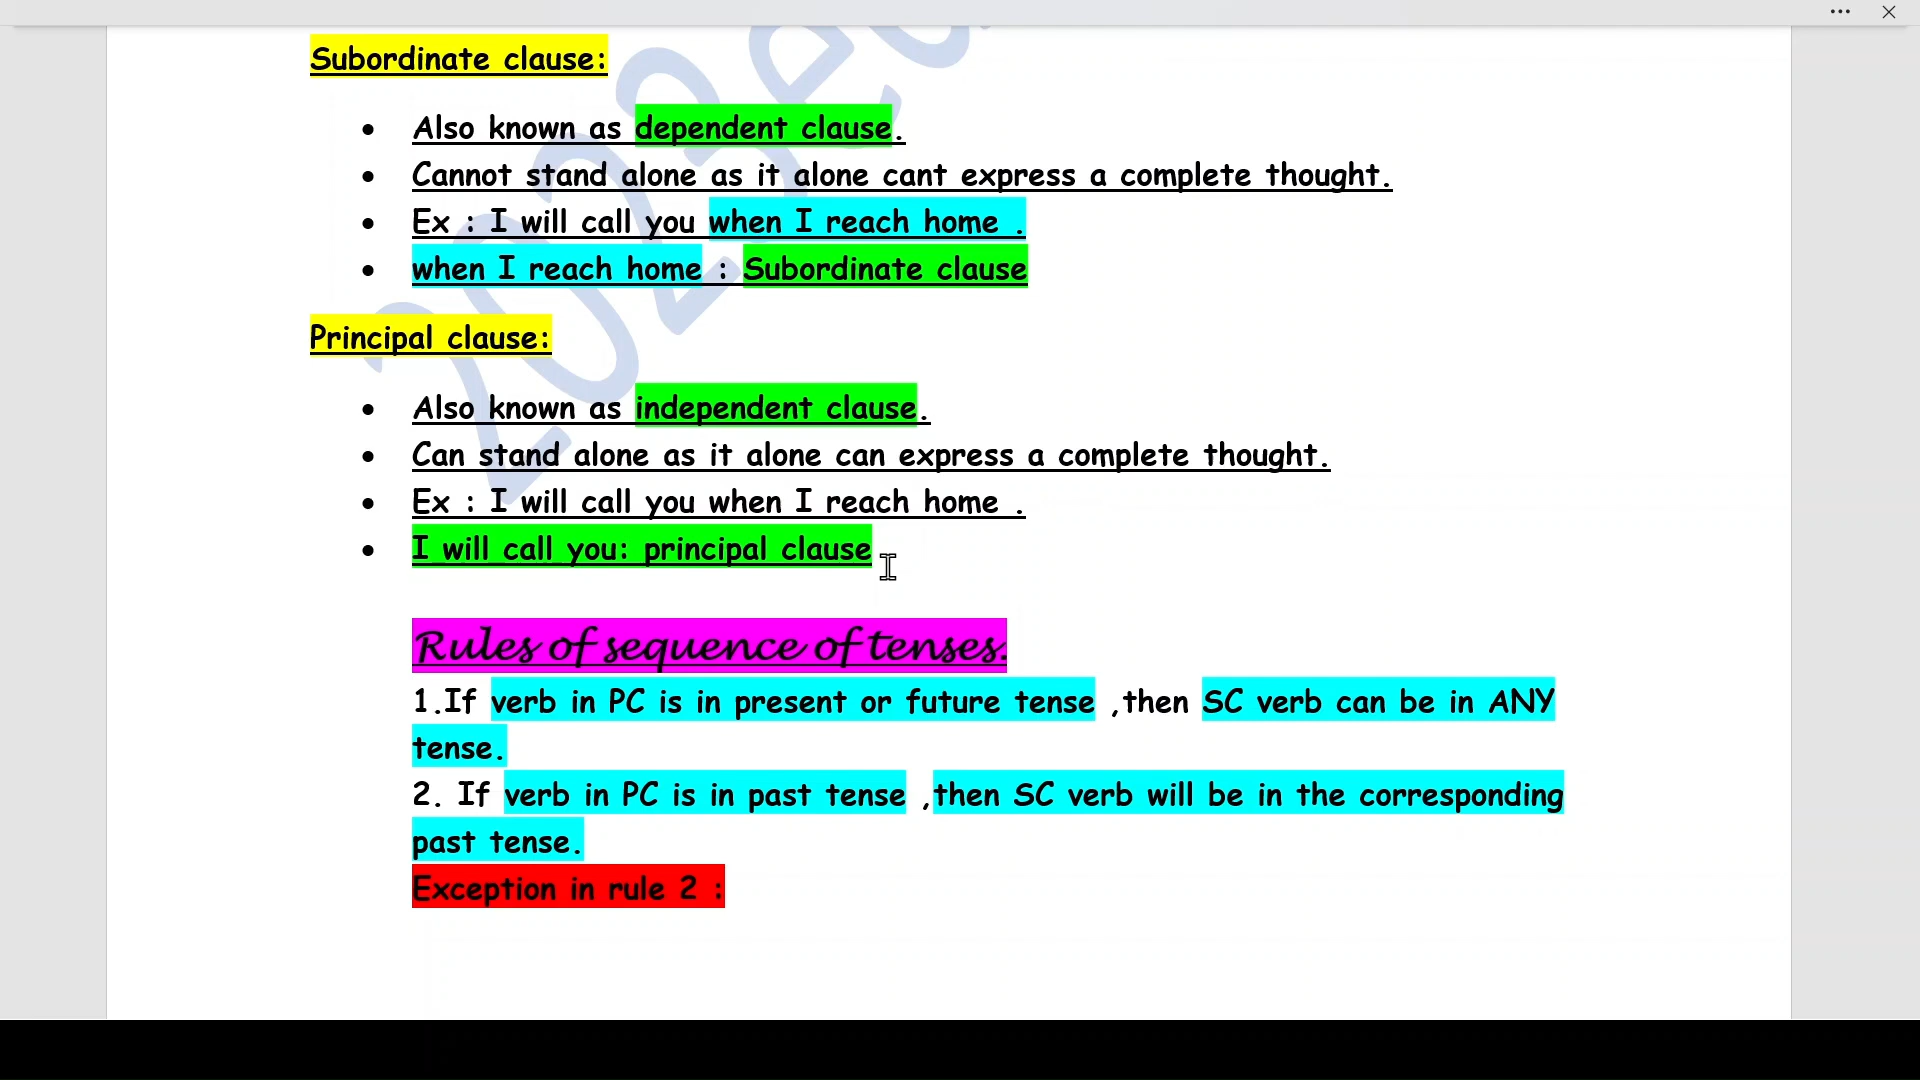 Subordinate clause:
• Also known as dependent clause.
• Cannot stand alone as it alone cant express a complete thought.
• Ex : I will call you when I reach home .
• when I reach home : Subordinate clause
Principal clause:
• Also known as independent clause.
• Can stand alone as it alone can express a complete thought.
• Ex : I will call you when I reach home .
• I will call you: principal clause
Rules of sequence of tenses.
1.If verb in PC is in present or future tense ,then SC verb can be in ANY
tense.
2. If verb in PC is in past tense ,then SC verb will be in the corresponding
past tense.
Exception in rule 2 :